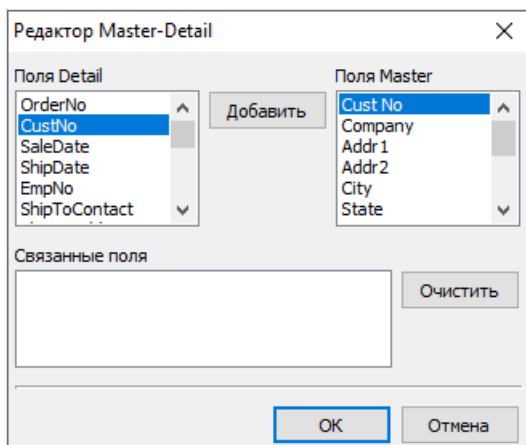 Редактор Master-Detail
Поля Detail
OrderNo
CustNo
SaleDate
ShipDate
EmpNo
ShipToContact
Добавить
Поля Master
Cust No
Company
Addr1
Addr2
City
State
Связанные поля
Очистить
OK
Отмена